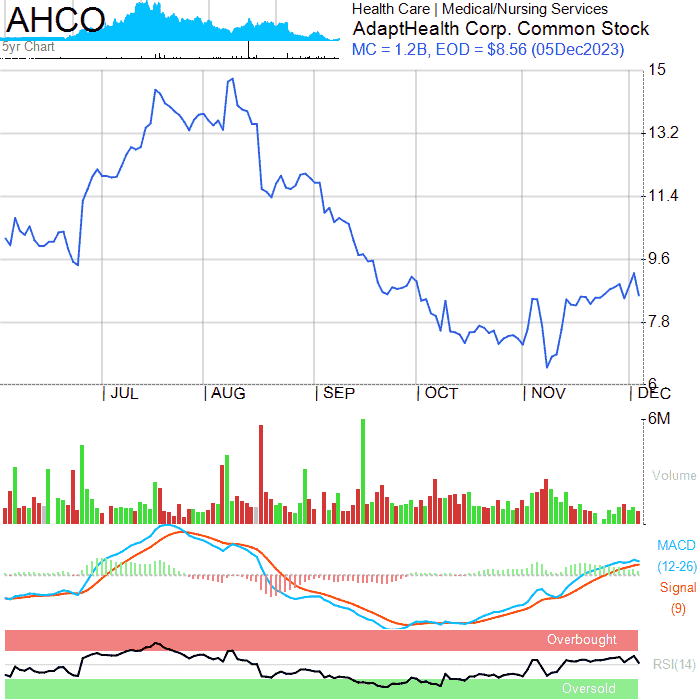 AHCO
5yr Chart
Health Care | Medical/Nursing Services
AdaptHealth Corp. Common Stock
MC = 1.2B, EOD = $8.56 (05Dec2023)
15
13.2
11.4
9.6
7.8
6
JUL AUG SEP OCT NOV DEC
6M
Volume
MACD
(12-26)
Signal
(9)
Overbought
RSI(14)
Oversold